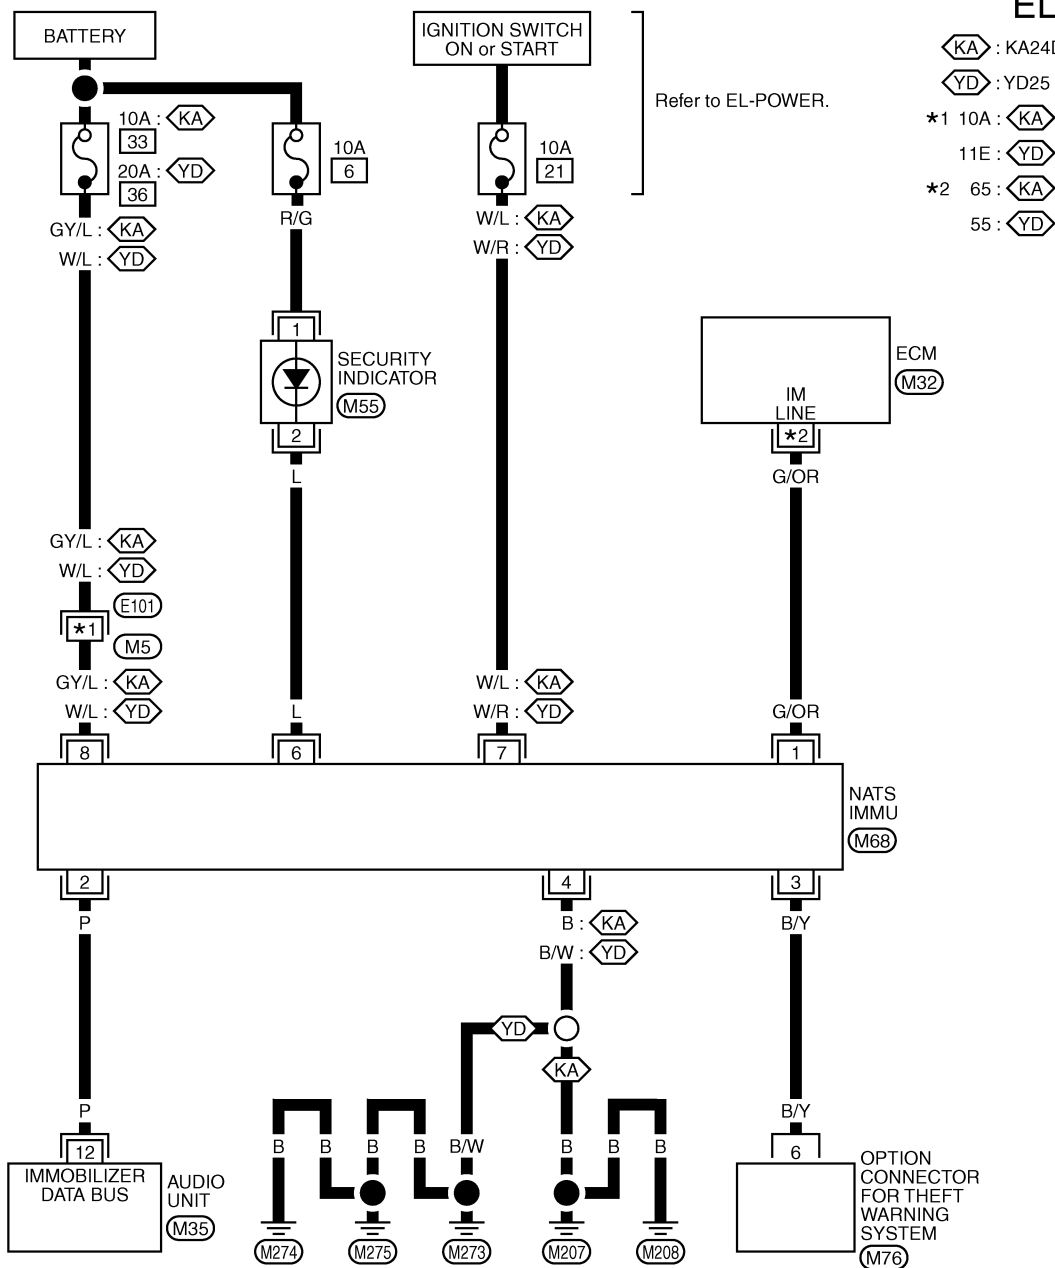 EL
BATTERY
IGNITION SWITCH
ON or START
Refer to EL-POWER.
KA : KA24D
YD : YD25
*1 10A : KA
11E : YD
*2 65 : KA
55 : YD
10A : KA
33
20A : YD
36
10A
6
10A
21
GY/L : KA
W/L : YD
R/G
W/L : KA
W/R : YD
1
SECURITY
INDICATOR
M55
2
L
ECM
M32
IM
LINE
*2
G/OR
GY/L : KA
W/L : YD
E101
*1
M5
GY/L : KA
W/L : YD
L
W/L : KA
W/R : YD
G/OR
8
6
7
1
NATS
IMMU
M68
2
4
3
P
B : KA
B/W : YD
B/Y
YD
KA
P
B
B
B
B
B/W
B
B
B
B/Y
12
IMMOBILIZER
DATA BUS
AUDIO
UNIT
M35
M274
M275
M273
M207
M208
6
OPTION
CONNECTOR
FOR THEFT
WARNING
SYSTEM
M76